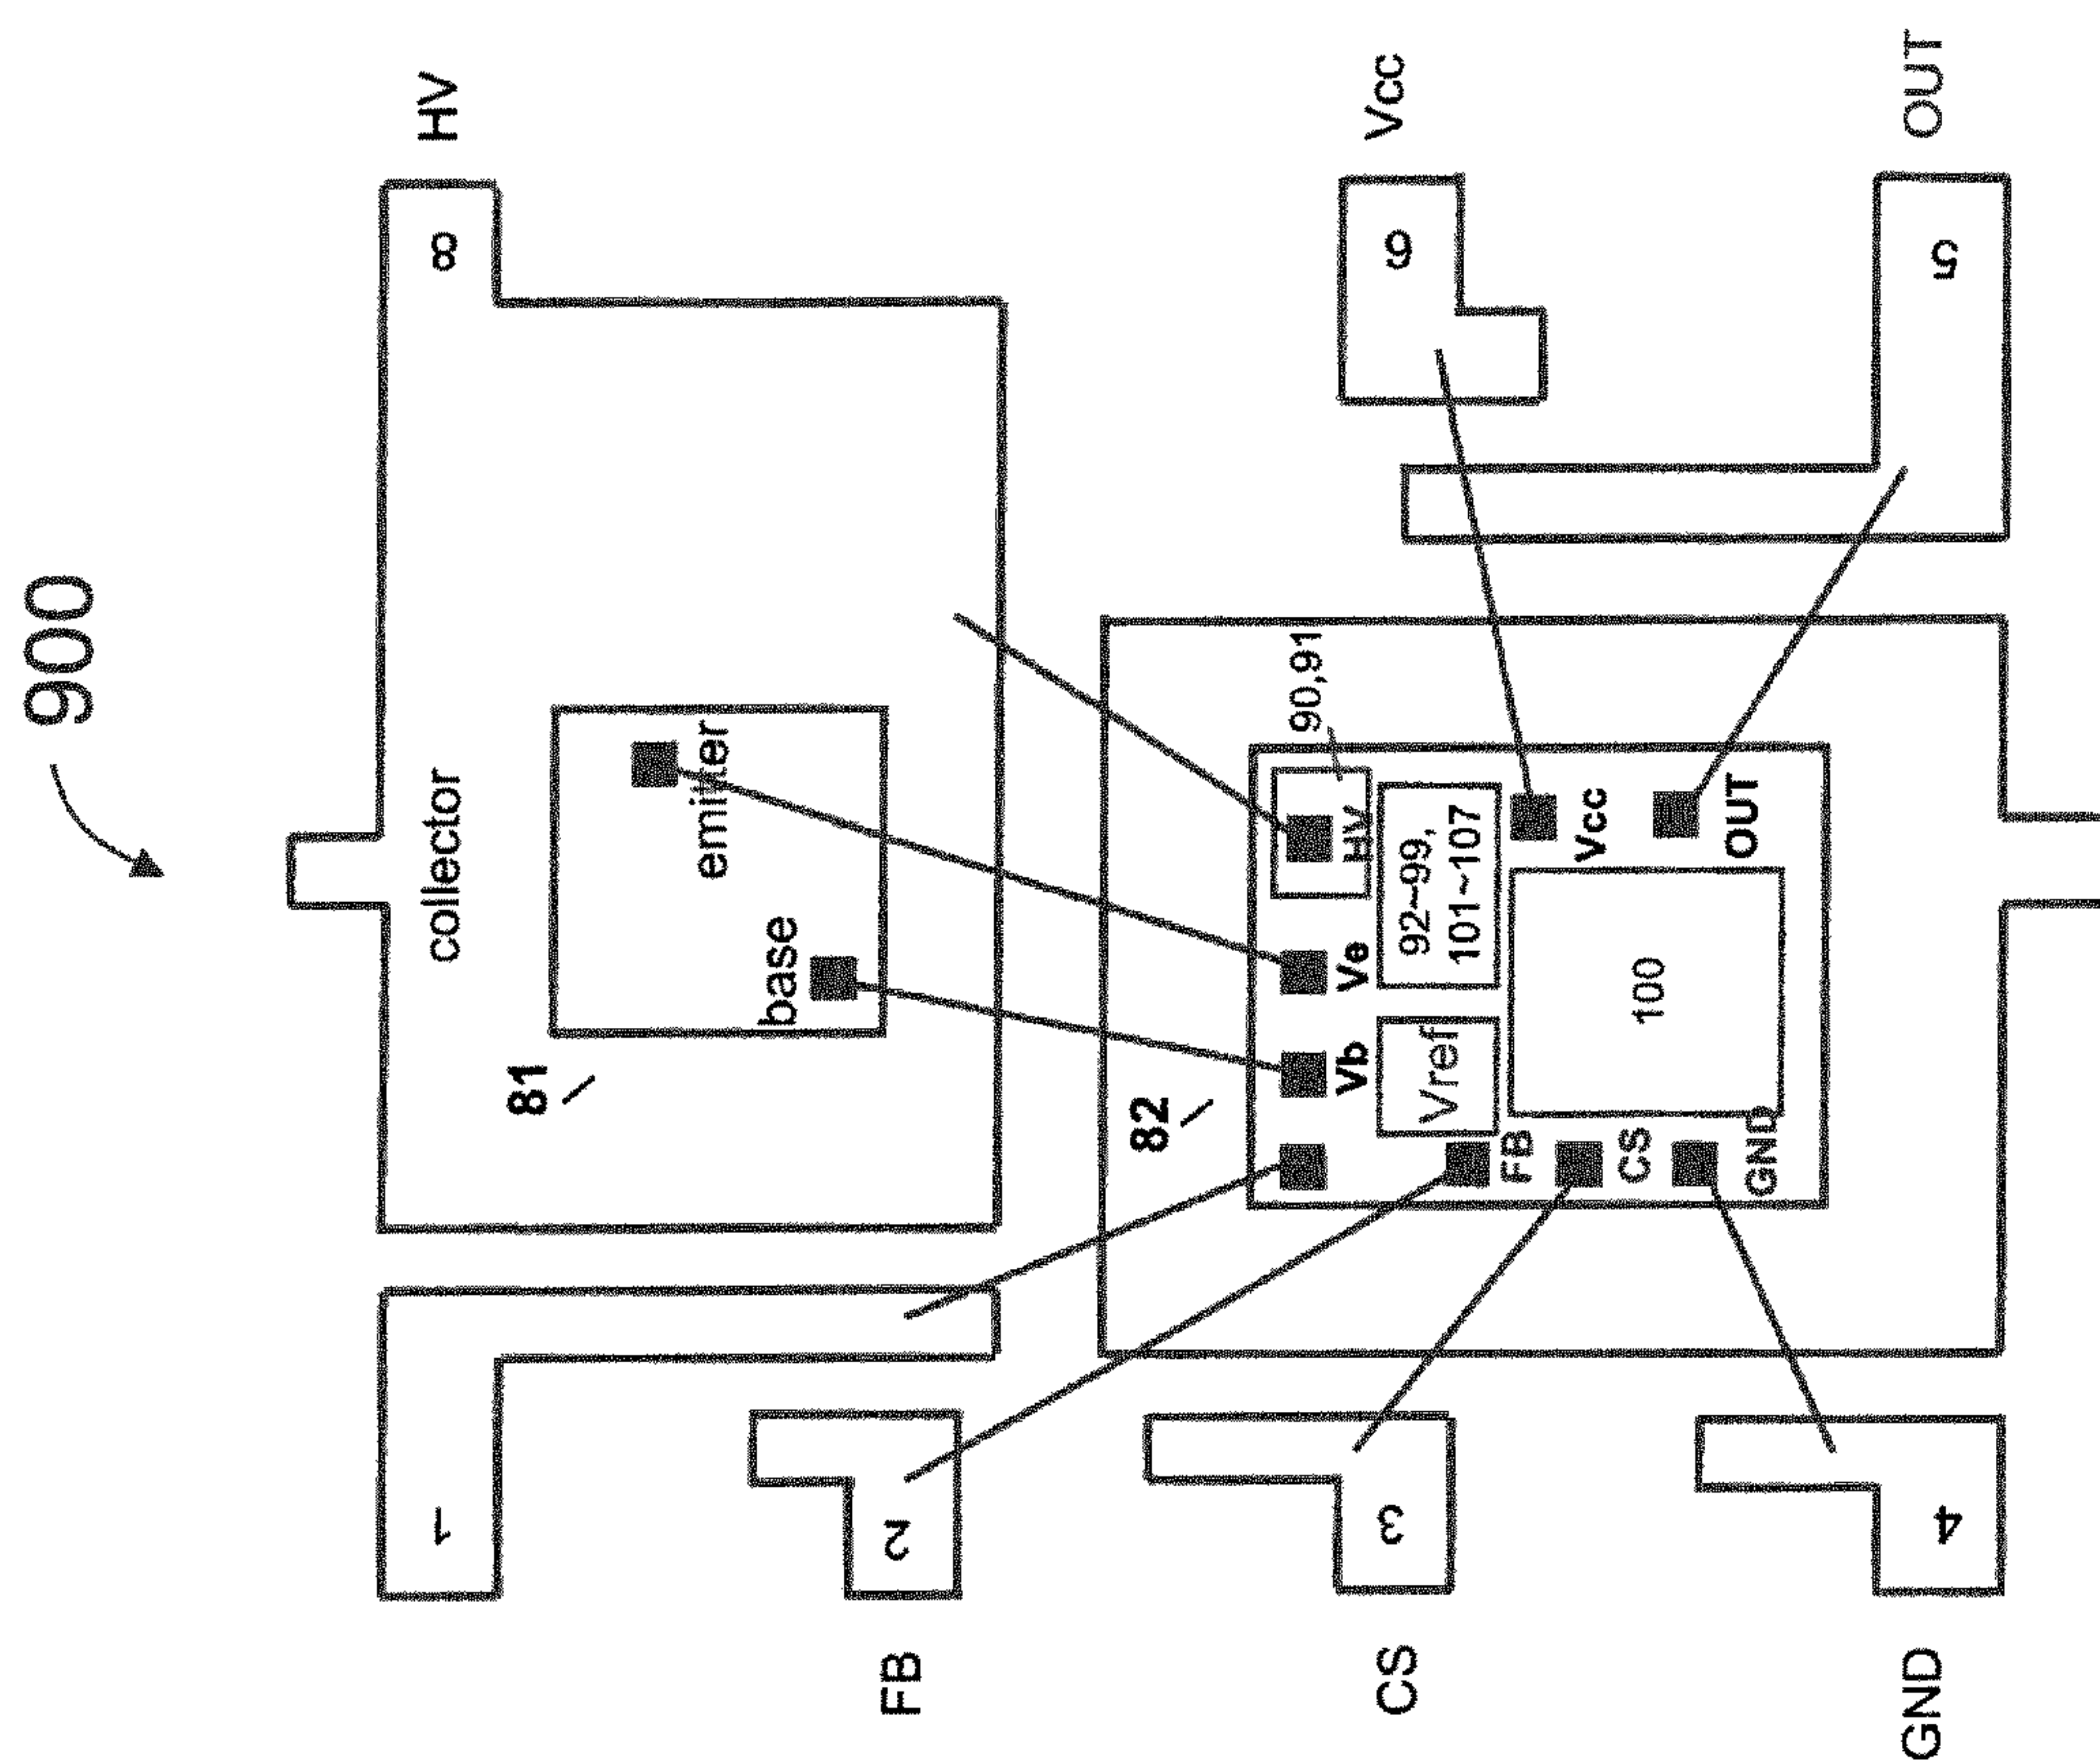 900
HV
8
collector
emitter
base
81
1
FB
2
Vcc
6
OUT
5
82
90,91
HV
Ve
Vb
92~99,
101~107
Vref
Vcc
OUT
100
FB
CS
GND
CS
3
GND
4